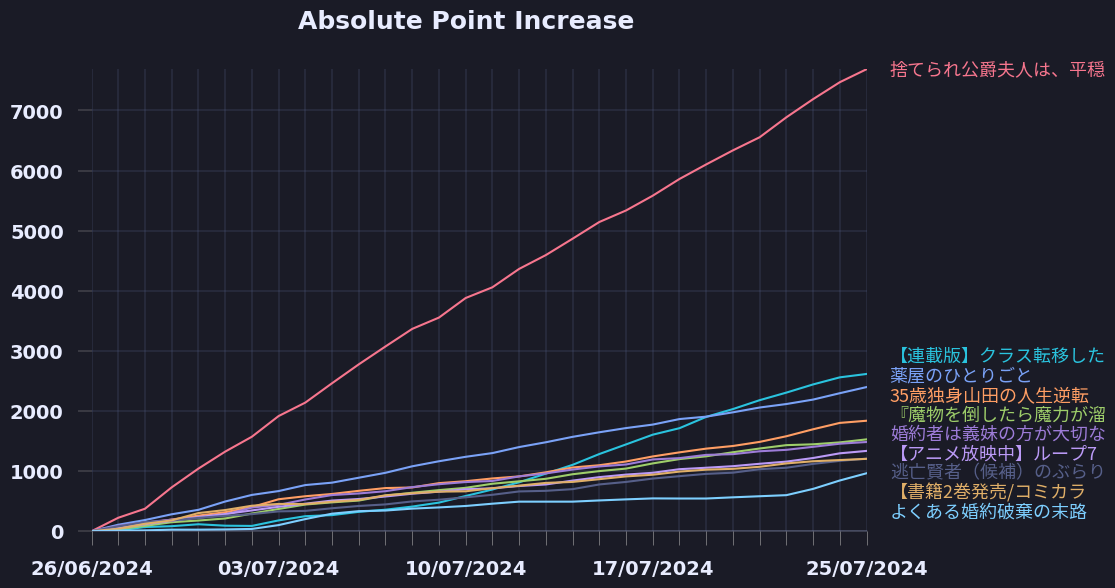 Absolute Point Increase
7000
6000
5000
4000
3000
2000
1000
0
26/06/2024
03/07/2024
10/07/2024
17/07/2024
25/07/2024
捨てられ公爵夫人は、平穏
【連載版】クラス転移した
薬屋のひとりごと
35歳独身山田の人生逆転
『魔物を倒したら魔力が溜
婚約者は義妹の方が大切な
【アニメ放映中】ループ7
逃亡賢者（候補）のぶらり
【書籍2巻発売/コミカラ
よくある婚約破棄の末路